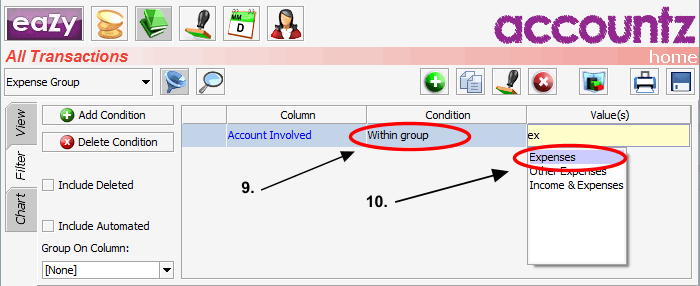 eaZy
MM
D
accountz
All Transactions
home
Expense Group
View
Filter
Chart
Add Condition
Delete Condition
Include Deleted
Include Automated
Group On Column:
[None]
Column
Condition
Value(s)
Account Involved
Within group
ex
Expenses
Other Expenses
Income & Expenses
9.
10.